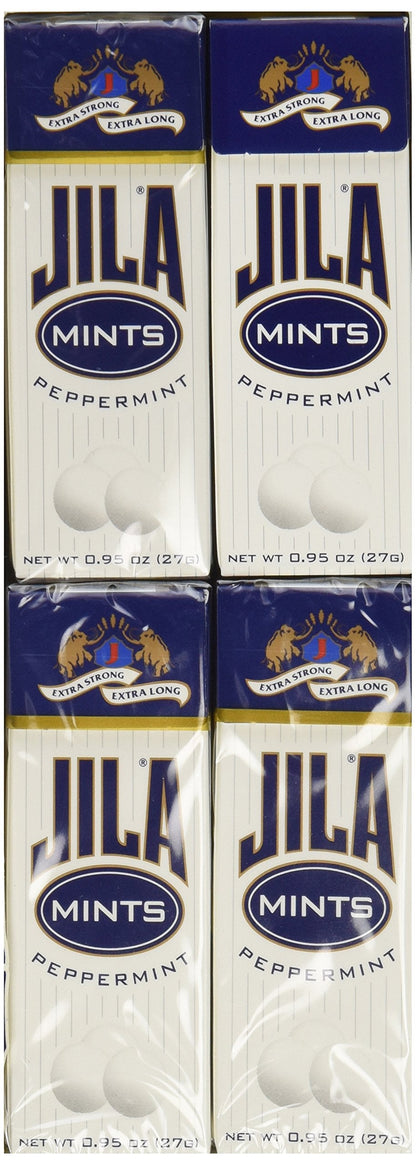 J
EXTRA STRONG
EXTRA LONG
JILA®
MINTS
PEPPERMINT
NET WT 0.95 OZ (27G)
J
EXTRA STRONG
EXTRA LONG
JILA®
MINTS
PEPPERMINT
NET WT 0.95 OZ (27G)
J
EXTRA STRONG
EXTRA LONG
JILA®
MINTS
PEPPERMINT
NET WT 0.95 OZ (27G)
J
EXTRA STRONG
EXTRA LONG
JILA®
MINTS
PEPPERMINT
NET WT 0.95 OZ (27G)